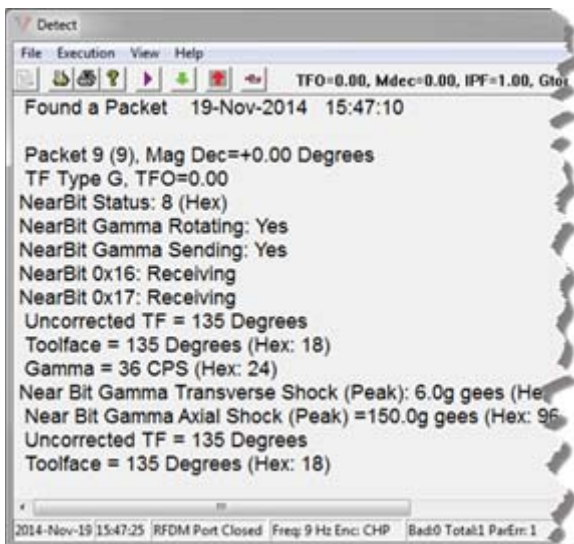 Detect
File Execution View Help
TFO=0.00, Mdec=0.00, IPF=1.00,
Found a Packet 19-Nov-2014 15:47:10
Packet 9 (9), Mag Dec=+0.00 Degrees
TF Type G, TFO=0.00
NearBit Status: 8 (Hex)
NearBit Gamma Rotating: Yes
NearBit Gamma Sending: Yes
NearBit 0x16: Receiving
NearBit 0x17: Receiving
Uncorrected TF = 135 Degrees
Toolface = 135 Degrees (Hex: 18)
Gamma = 36 CPS (Hex: 24)
Near Bit Gamma Transverse Shock (Peak): 6.0g gees (He
Near Bit Gamma Axial Shock (Peak) =150.0g gees (Hex: 96
Uncorrected TF = 135 Degrees
Toolface = 135 Degrees (Hex: 18)
2014-Nov-19 15:47:25 RFDM Port Closed Freq: 9 Hz Enc: CHP Bad:0 Total:1 ParErr: 1